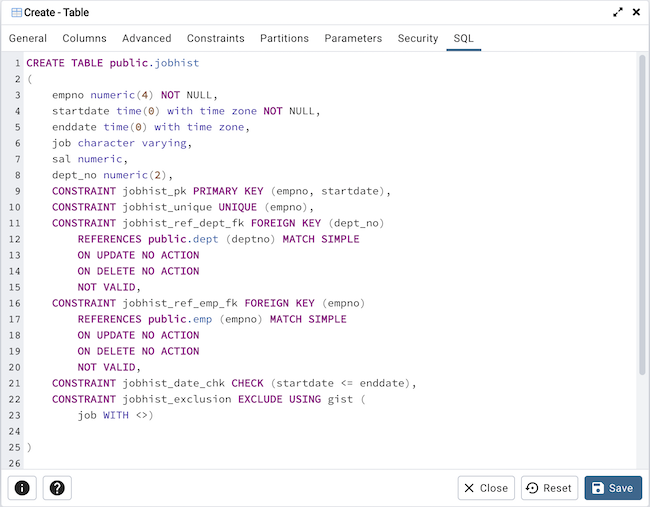 Create - Table
General Columns Advanced Constraints Partitions Parameters Security SQL
1 CREATE TABLE public.jobhist
2 (
3 empno numeric(4) NOT NULL,
4 startdate time(0) with time zone NOT NULL,
5 enddate time(0) with time zone,
6 job character varying,
7 sal numeric,
8 dept_no numeric(2),
9 CONSTRAINT jobhist_pk PRIMARY KEY (empno, startdate),
10 CONSTRAINT jobhist_unique UNIQUE (empno),
11 CONSTRAINT jobhist_ref_dept_fk FOREIGN KEY (dept_no)
12 REFERENCES public.dept (deptno) MATCH SIMPLE
13 ON UPDATE NO ACTION
14 ON DELETE NO ACTION
15 NOT VALID,
16 CONSTRAINT jobhist_ref_emp_fk FOREIGN KEY (empno)
17 REFERENCES public.emp (empno) MATCH SIMPLE
18 ON UPDATE NO ACTION
19 ON DELETE NO ACTION
20 NOT VALID,
21 CONSTRAINT jobhist_date_chk CHECK (startdate <= enddate),
22 CONSTRAINT jobhist_exclusion EXCLUDE USING gist (
23 job WITH <>)
24
25 )
26
Close Reset Save